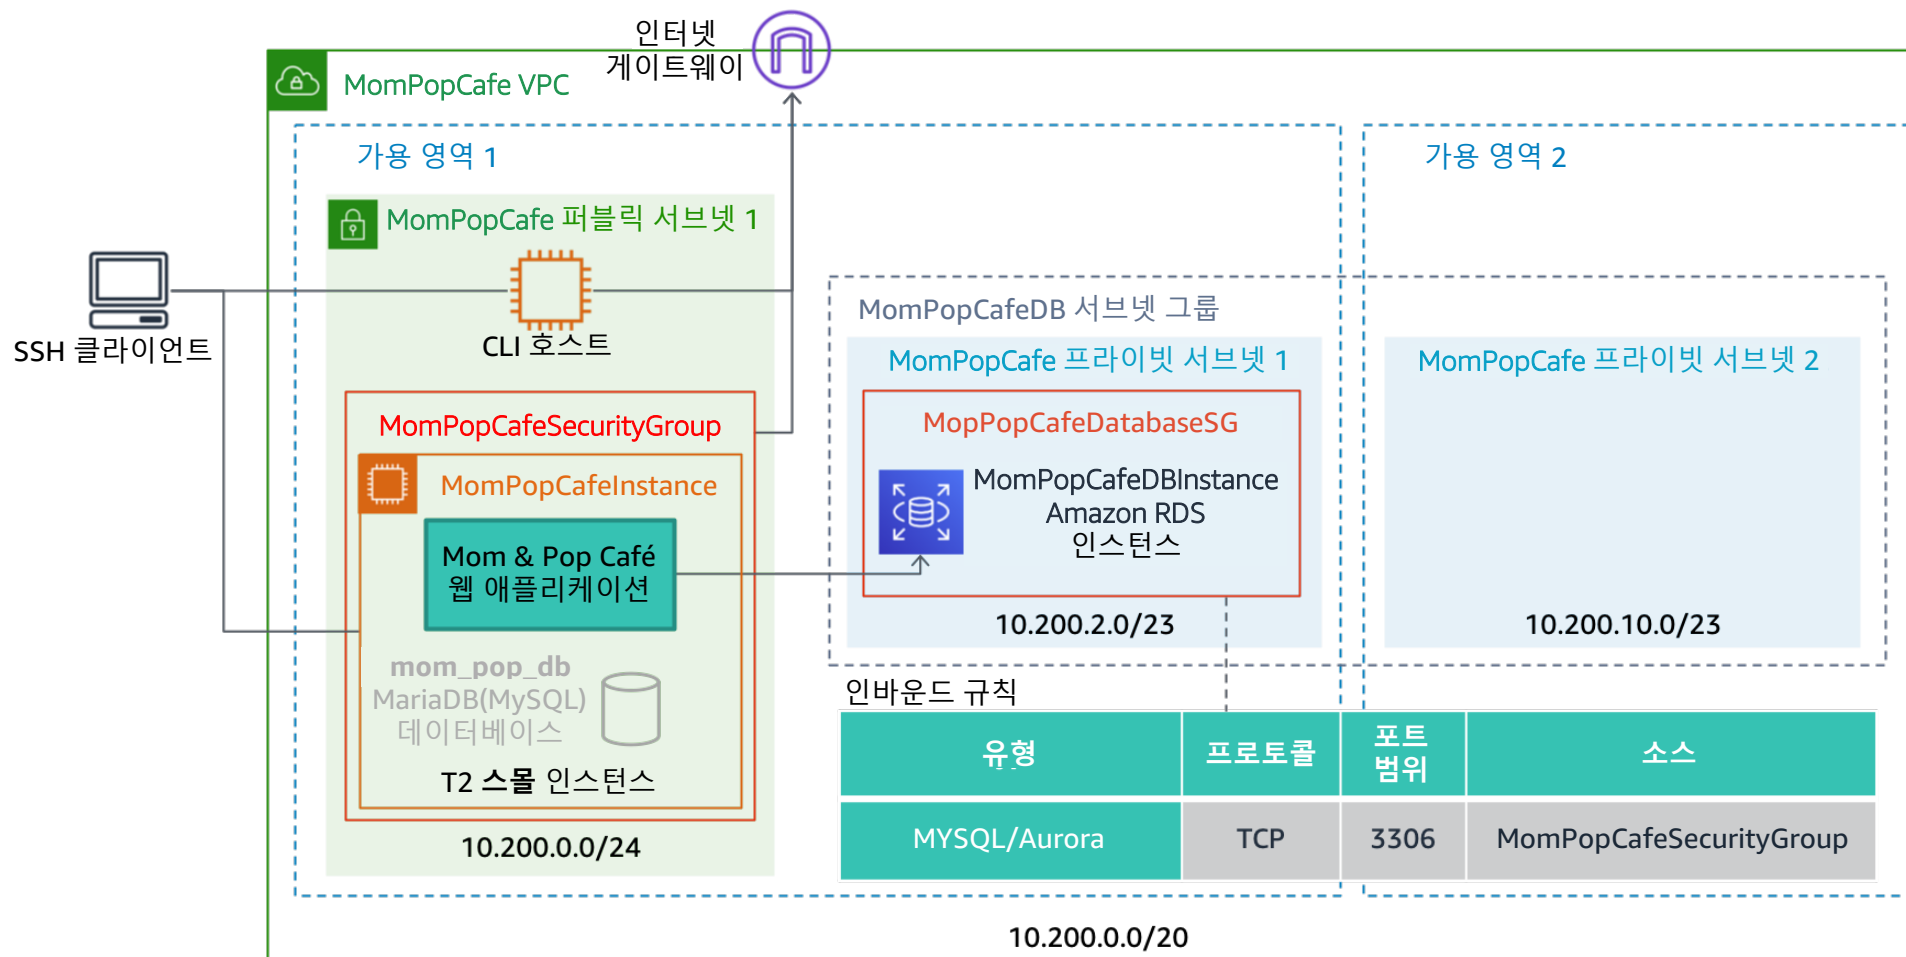 인터넷
게이트웨이
MomPopCafe VPC
가용 영역 1
가용 영역 2
MomPopCafe 퍼블릭 서브넷 1
SSH 클라이언트
CLI 호스트
MomPopCafeDB 서브넷 그룹
MomPopCafe 프라이빗 서브넷 1
MomPopCafe 프라이빗 서브넷 2
MomPopCafeSecurityGroup
MopPopCafeDatabaseSG
MomPopCafeInstance
MomPopCafeDBInstance
Amazon RDS
인스턴스
Mom & Pop Café
웹 애플리케이션
10.200.2.0/23
10.200.10.0/23
mom_pop_db
MariaDB(MySQL)
데이터베이스
T2 스몰 인스턴스
10.200.0.0/24
인바운드 규칙
유형
프로토콜
포트
범위
소스
MYSQL/Aurora
TCP
3306
MomPopCafeSecurityGroup
10.200.0.0/20